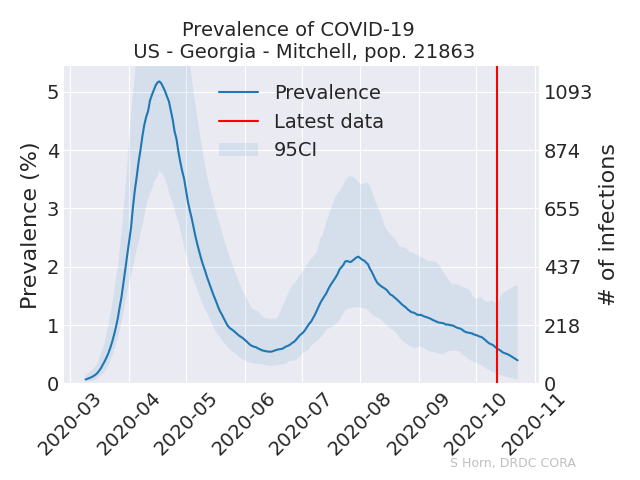 Prevalence of COVID-19
US - Georgia - Mitchell, pop. 21863
Prevalence (%)
5
4
3
2
1
0
Prevalence
Latest data
95CI
1093
874
655
437
218
0
# of infections
2020-03
2020-04
2020-05
2020-06
2020-07
2020-08
2020-09
2020-10
2020-11
S Horn, DRDC CORA